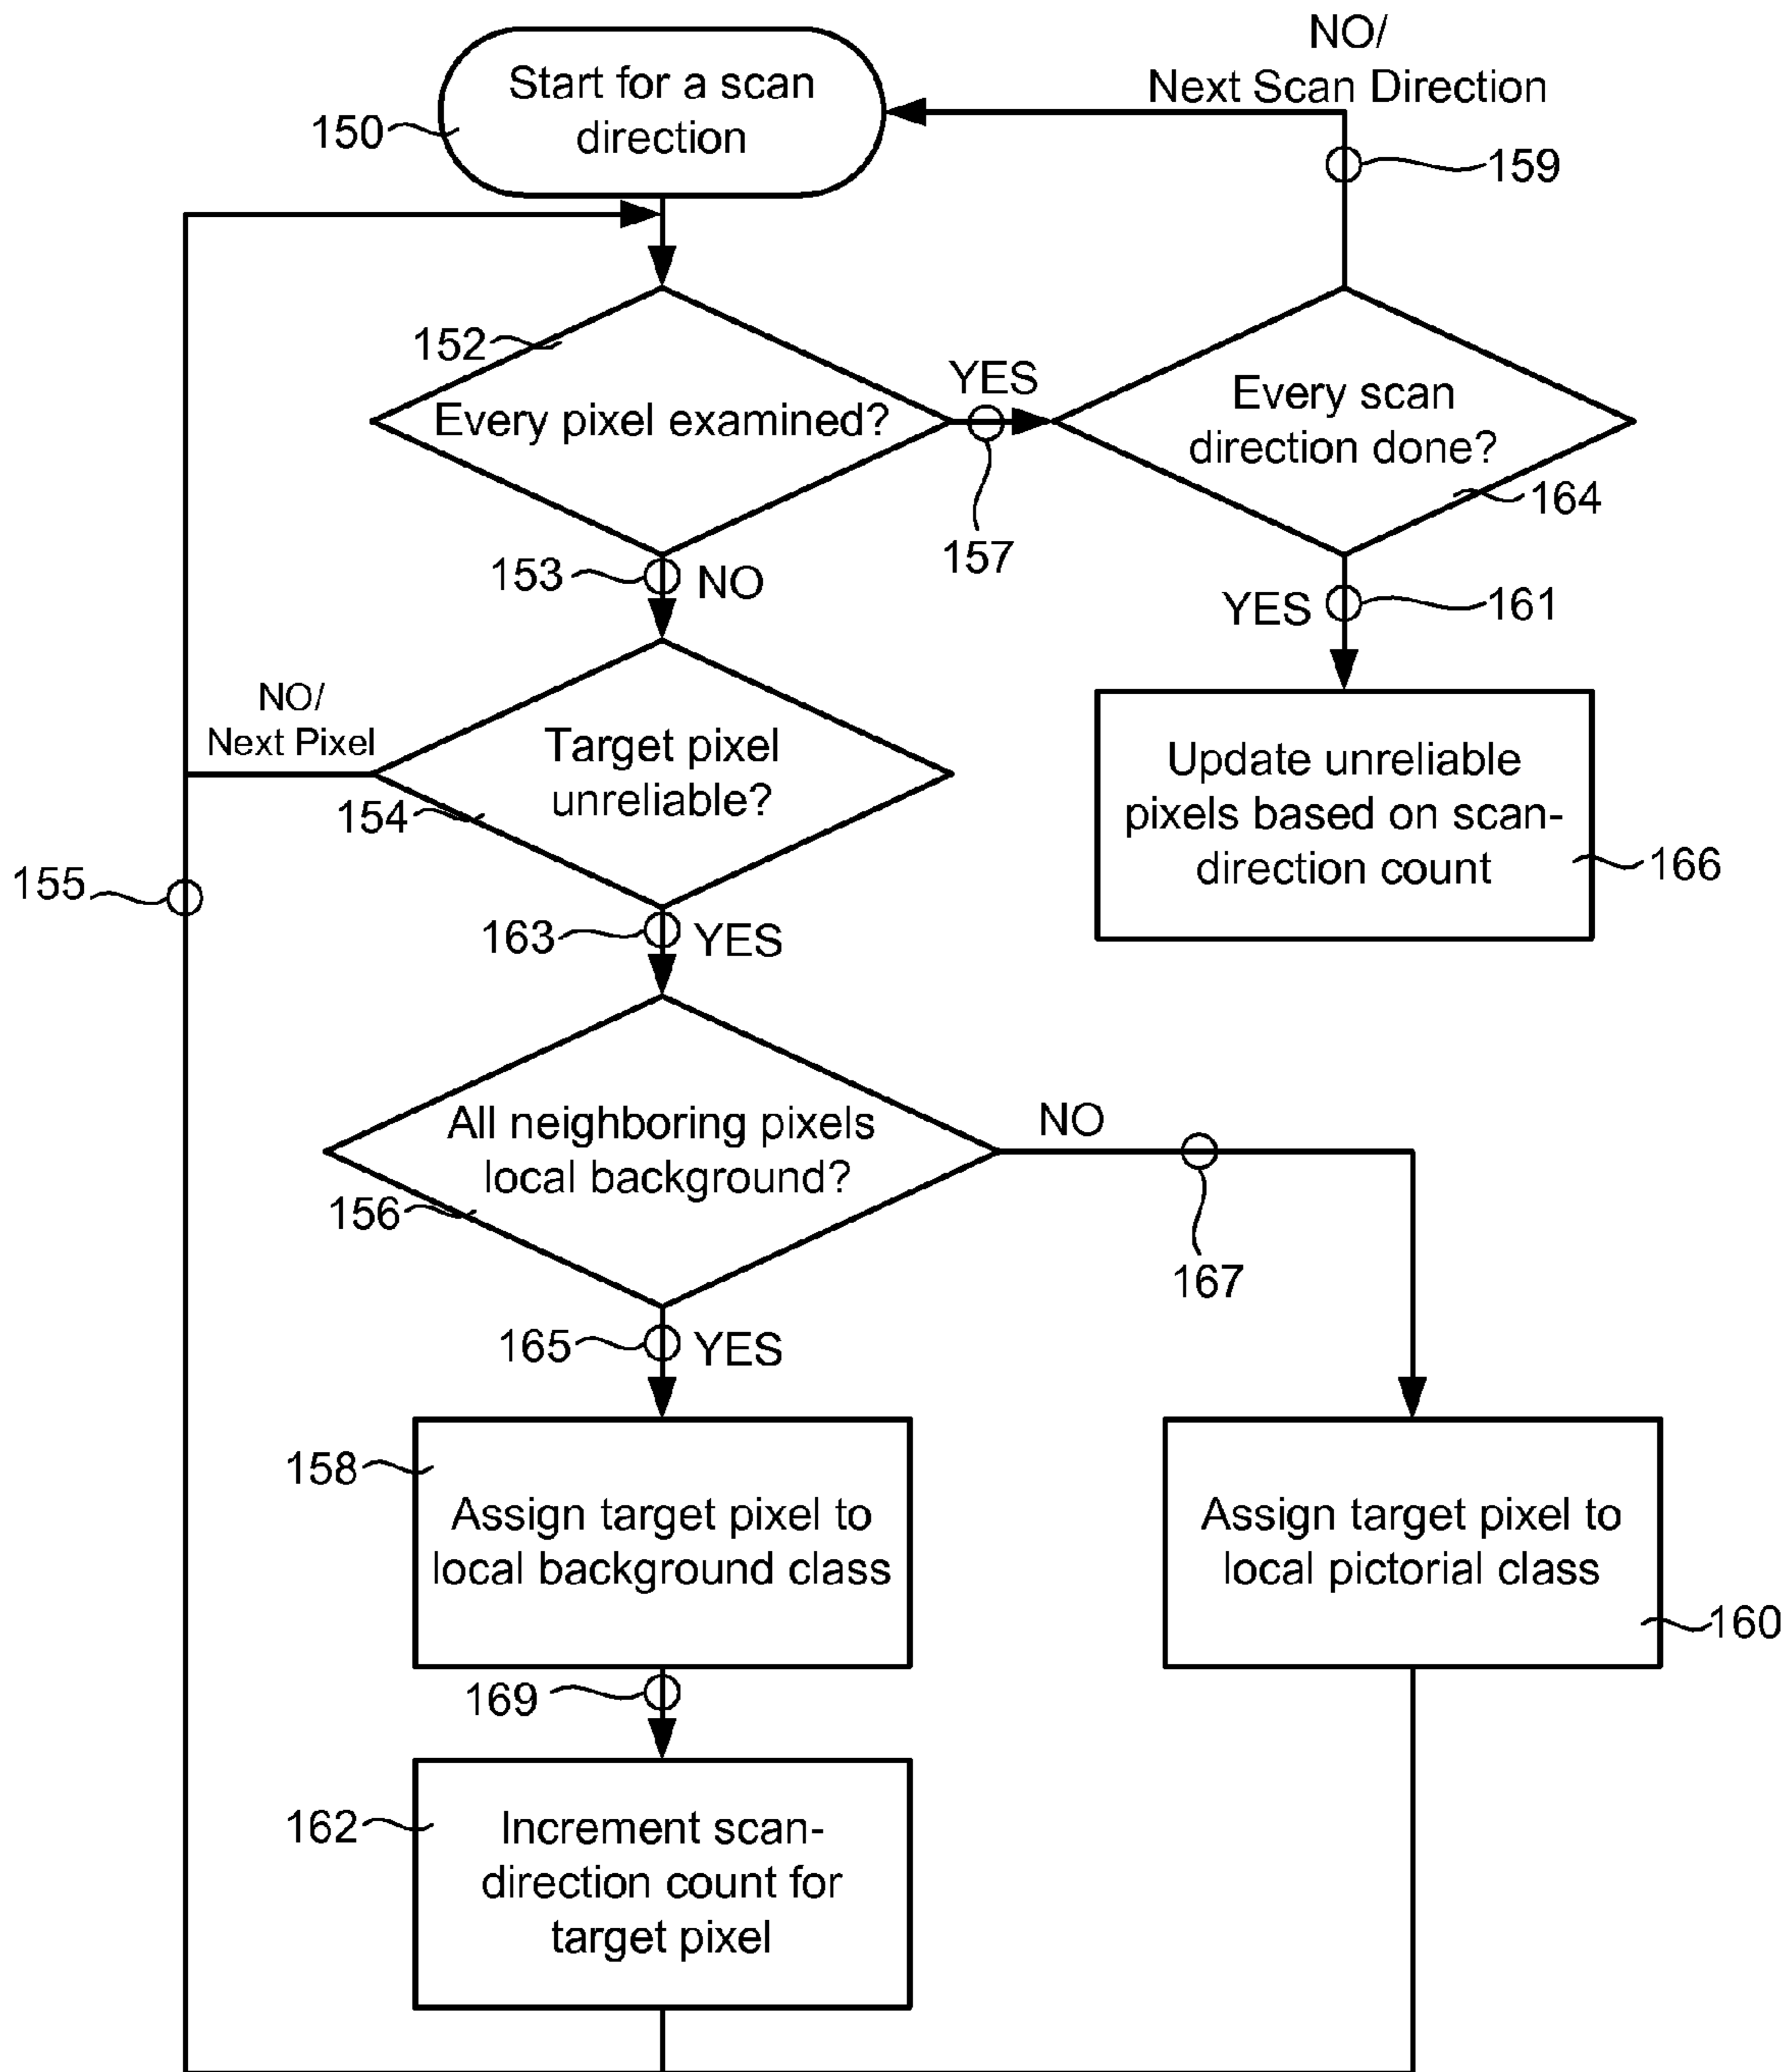 NO/
Next Scan Direction
Start for a scan
direction
150
159
152
Every pixel examined?
YES
157
Every scan
direction done?
164
153
NO
YES
161
NO/
Next Pixel
Target pixel
unreliable?
154
Update unreliable
pixels based on scan-
direction count
166
155
163
YES
All neighboring pixels
local background?
156
NO
167
165
YES
158
Assign target pixel to
local background class
Assign target pixel to
local pictorial class
160
169
162
Increment scan-
direction count for
target pixel